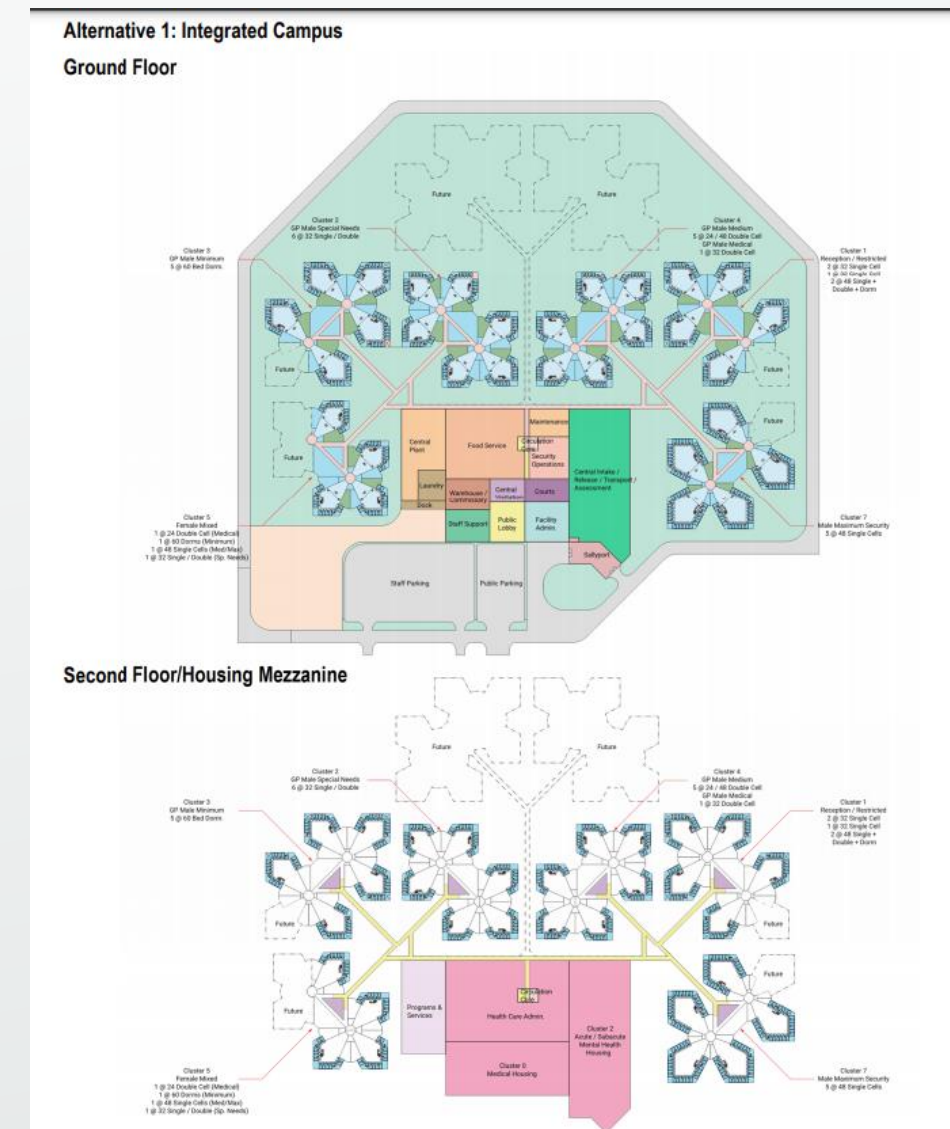 Alternative 1: Integrated Campus
Ground Floor
Future
Future
Cluster 3
GP Male Minimum
5 @ 60 Bed Dorm
Cluster 2
GP Male Special Needs
6 @ 32 Single / Double
Cluster 4
GP Male Medium
5 @ 24 / 48 Double Cell
GP Male Medical
1 @ 32 Double Cell
Cluster 1
Reception / Restricted
2 @ 32 Single Cell
2 @ 48 Single +
Double + Dorm
Future
Future
Future
Future
Central
Plant
Food Service
Maintenance
Circulation
Core
Security
Operations
Central Intake /
Release / Transport /
Assessment
Laundry
Dock
Warehouse /
Commissary
Central
Visitation
Courts
Staff Support
Public
Lobby
Facility
Admin.
Sallyport
Staff Parking
Public Parking
Cluster 5
Female Mixed
1 @ 24 Double Cell (Medical)
1 @ 60 Dorms (Minimum)
1 @ 48 Single Cells (Med/Max)
1 @ 32 Single / Double (Sp. Needs)
Cluster 7
Male Maximum Security
5 @ 48 Single Cells
Second Floor/Housing Mezzanine
Future
Future
Cluster 3
GP Male Minimum
5 @ 60 Bed Dorm
Cluster 2
GP Male Special Needs
6 @ 32 Single / Double
Cluster 4
GP Male Medium
5 @ 24 / 48 Double Cell
GP Male Medical
1 @ 32 Double Cell
Cluster 1
Reception / Restricted
2 @ 32 Single Cell
1 @ 32 Single Cell
2 @ 48 Single +
Double + Dorm
Future
Future
Future
Future
Programs &
Services
Circulation
Core
Health Care Admin.
Cluster 2
Acute / Subacute
Mental Health
Housing
Medical Housing
Cluster 5
Female Mixed
1 @ 24 Double Cell (Medical)
1 @ 60 Dorms (Minimum)
1 @ 48 Single Cells (Med/Max)
1 @ 32 Single / Double (Sp. Needs)
Cluster 7
Male Maximum Security
5 @ 48 Single Cells